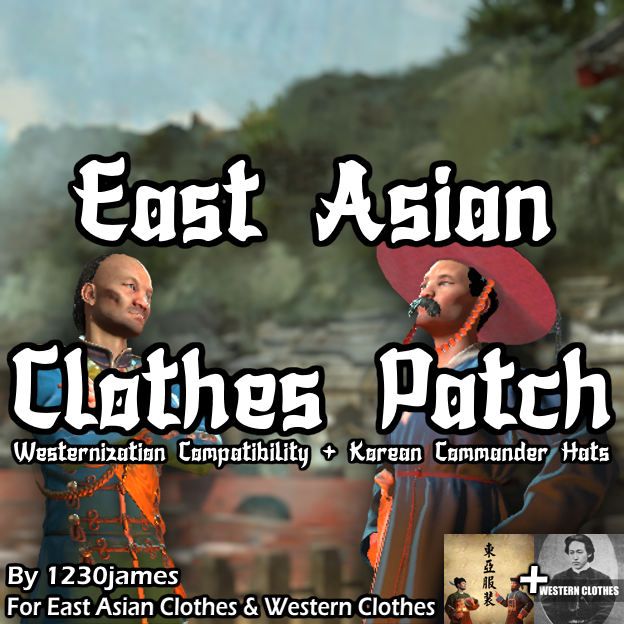 East Asian
Clothes Patch
Westernization Compatibility + Korean Commander Hats
By 1230james
For East Asian Clothes & Western Clothes
東亞服裝
+
WESTERN CLOTHES